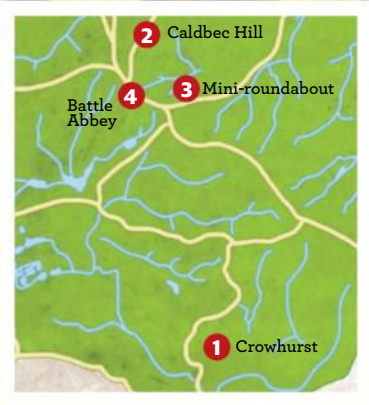 2 Caldbec Hill
3 Mini-roundabout
4 Battle
Abbey
1 Crowhurst